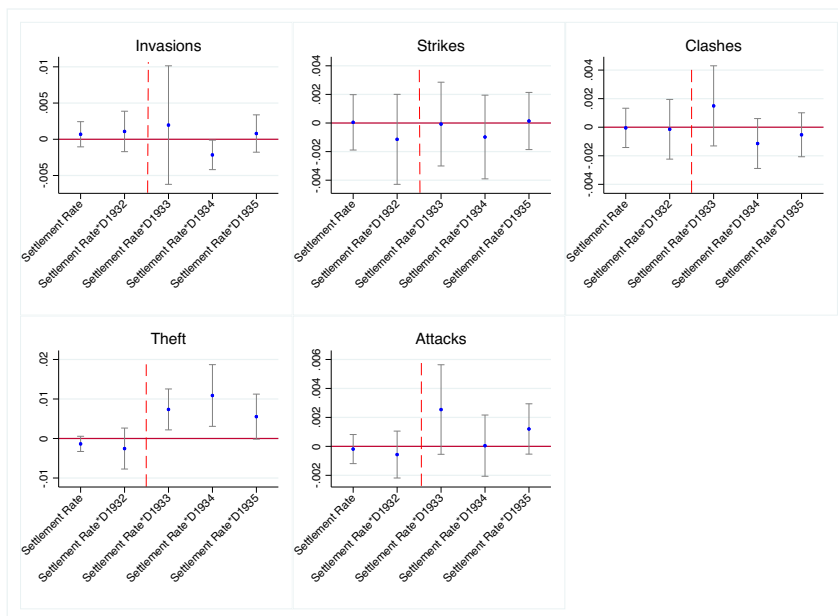 Invasions
.01
.005
0
-.005
Settlement Rate
Settlement Rate*D1932
Settlement Rate*D1933
Settlement Rate*D1934
Settlement Rate*D1935
Strikes
.004
.002
0
-.002
-.004
Settlement Rate
Settlement Rate*D1932
Settlement Rate*D1933
Settlement Rate*D1934
Settlement Rate*D1935
Clashes
.004
.002
0
-.002
-.004
Settlement Rate
Settlement Rate*D1932
Settlement Rate*D1933
Settlement Rate*D1934
Settlement Rate*D1935
Theft
.02
.01
0
-.01
Settlement Rate
Settlement Rate*D1932
Settlement Rate*D1933
Settlement Rate*D1934
Settlement Rate*D1935
Attacks
.006
.004
.002
0
-.002
Settlement Rate
Settlement Rate*D1932
Settlement Rate*D1933
Settlement Rate*D1934
Settlement Rate*D1935